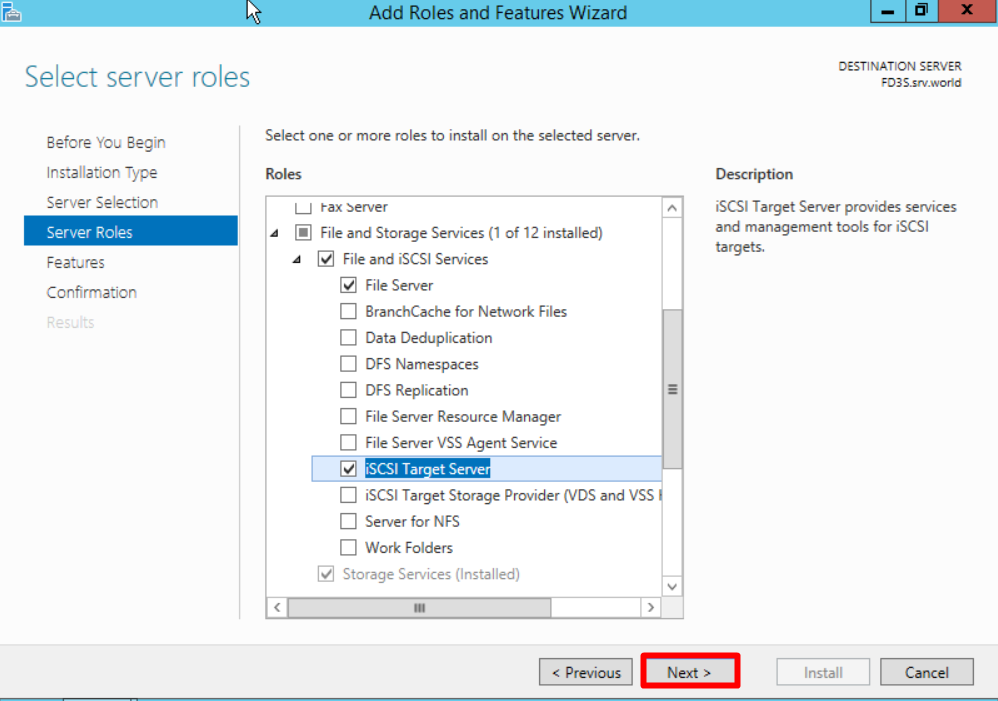 Add Roles and Features Wizard
Select server roles
DESTINATION SERVER
FD3S.srv.world
Before You Begin
Installation Type
Server Selection
Server Roles
Features
Confirmation
Results
Select one or more roles to install on the selected server.
Roles
Fax Server
File and Storage Services (1 of 12 installed)
File and iSCSI Services
File Server
BranchCache for Network Files
Data Deduplication
DFS Namespaces
DFS Replication
File Server Resource Manager
File Server VSS Agent Service
iSCSI Target Server
iSCSI Target Storage Provider (VDS and VSS
Server for NFS
Work Folders
Storage Services (Installed)
Description
iSCSI Target Server provides services
and management tools for iSCSI
targets.
< Previous
Next >
Install
Cancel